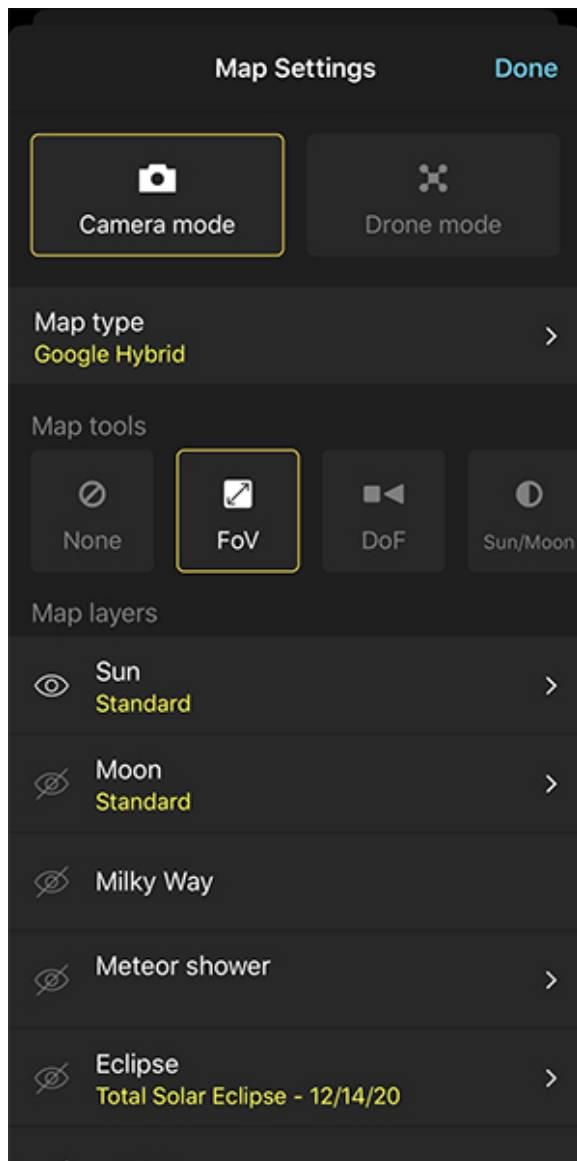 Map Settings
Done
Camera mode
Drone mode
Map type
Google Hybrid
Map tools
None
FoV
DoF
Sun/Moon
Map layers
Sun
Standard
Moon
Standard
Milky Way
Meteor shower
Eclipse
Total Solar Eclipse - 12/14/20